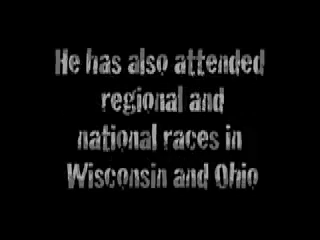 He has also attended
regional and
national races in
Wisconsin and Ohio